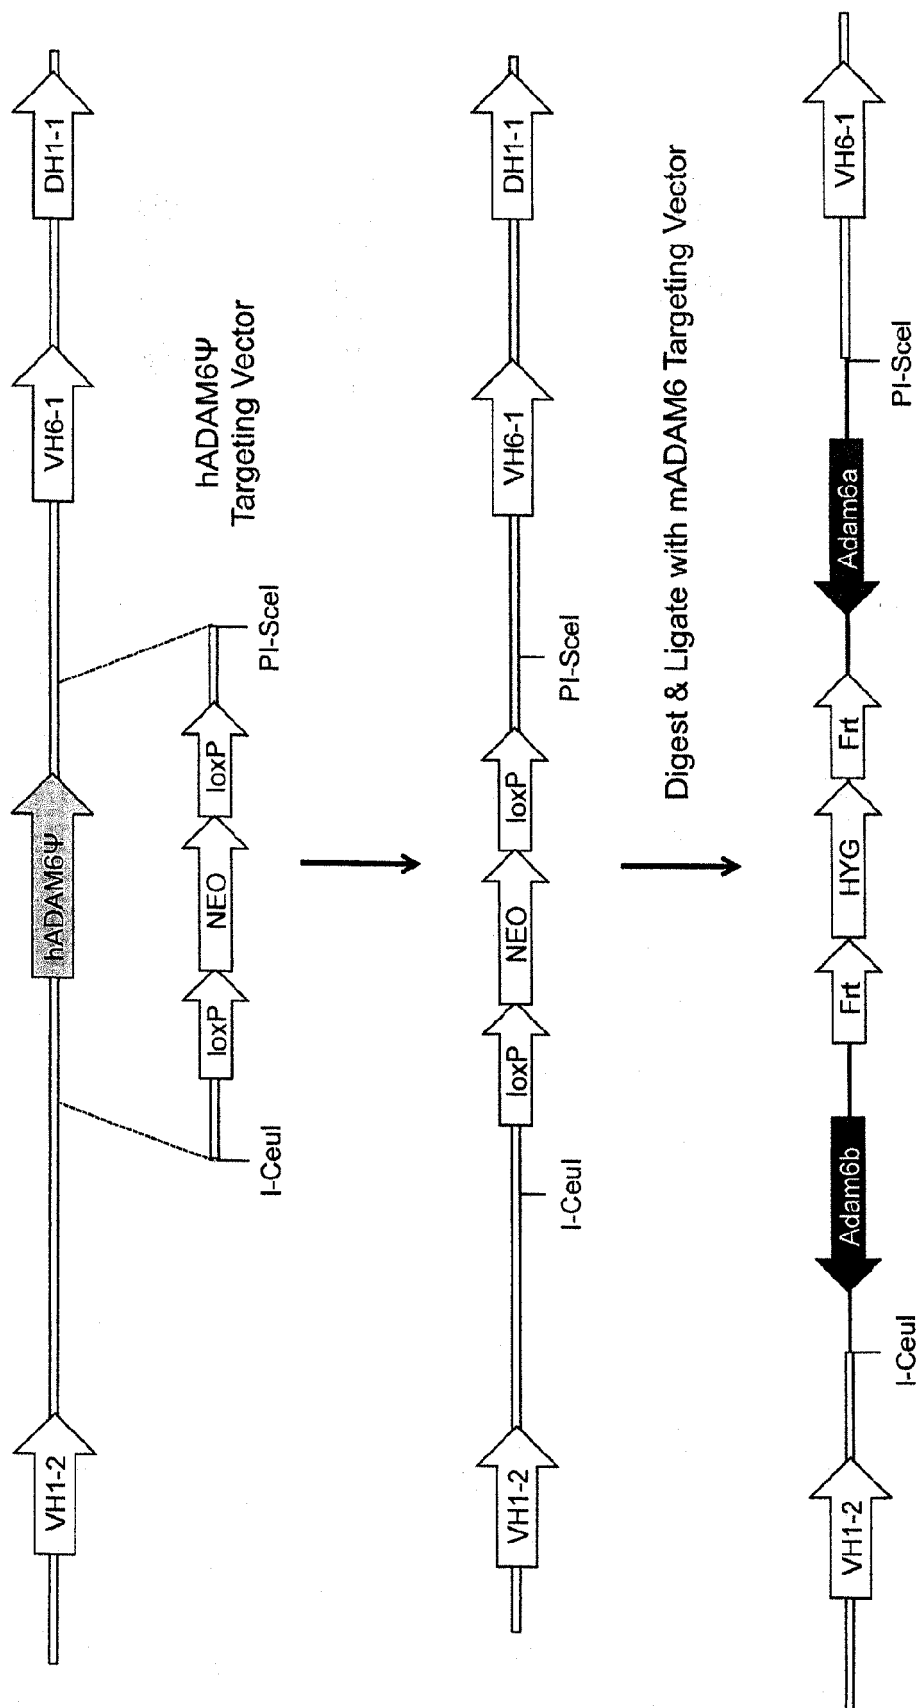 VH1-2
hADAM6Ψ
VH6-1
DH1-1
hADAM6Ψ
Targeting Vector
loxP
NEO
loxP
I-CeuI
PI-SceI
VH1-2
loxP
NEO
loxP
VH6-1
DH1-1
I-CeuI
PI-SceI
Digest & Ligate with mADAM6 Targeting Vector
VH1-2
Adam6b
Frt
HYG
Frt
Adam6a
VH6-1
I-CeuI
PI-SceI